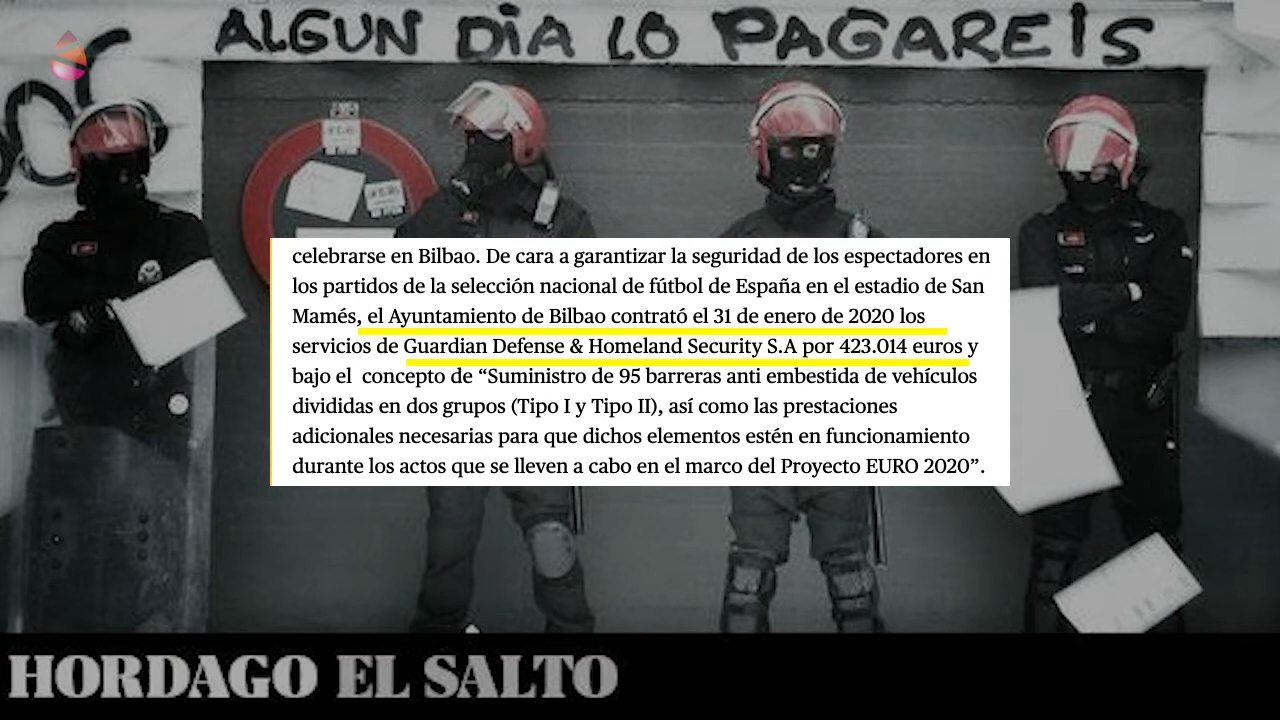 ALGUN DiA LO PAGAREIS
celebrarse en Bilbao. De cara a garantizar la seguridad de los espectadores en
los partidos de la selección nacional de fútbol de España en el estadio de San
Mamés, el Ayuntamiento de Bilbao contrató el 31 de enero de 2020 los
servicios de Guardian Defense & Homeland Security S.A por 423.014 euros y
bajo el  concepto de “Suministro de 95 barreras anti embestida de vehículos
divididas en dos grupos (Tipo I y Tipo II), así como las prestaciones
adicionales necesarias para que dichos elementos estén en funcionamiento
durante los actos que se lleven a cabo en el marco del Proyecto EURO 2020”.
HORDAGO EL SALTO